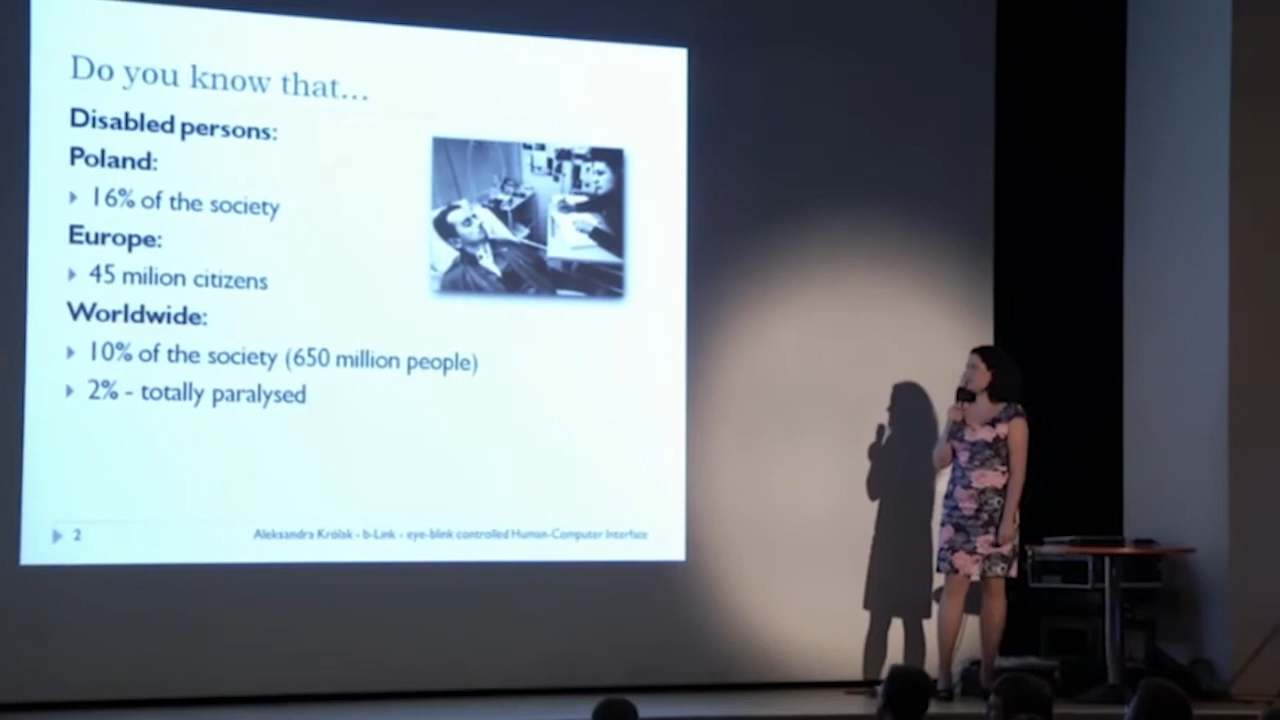 Do you know that...
Disabled persons:
Poland:
16% of the society
Europe:
45 milion citizens
Worldwide:
10% of the society (650 million people)
2% - totally paralysed
2
Aleksandra Królak - b-Link - eye-blink controlled Human-Computer Interface